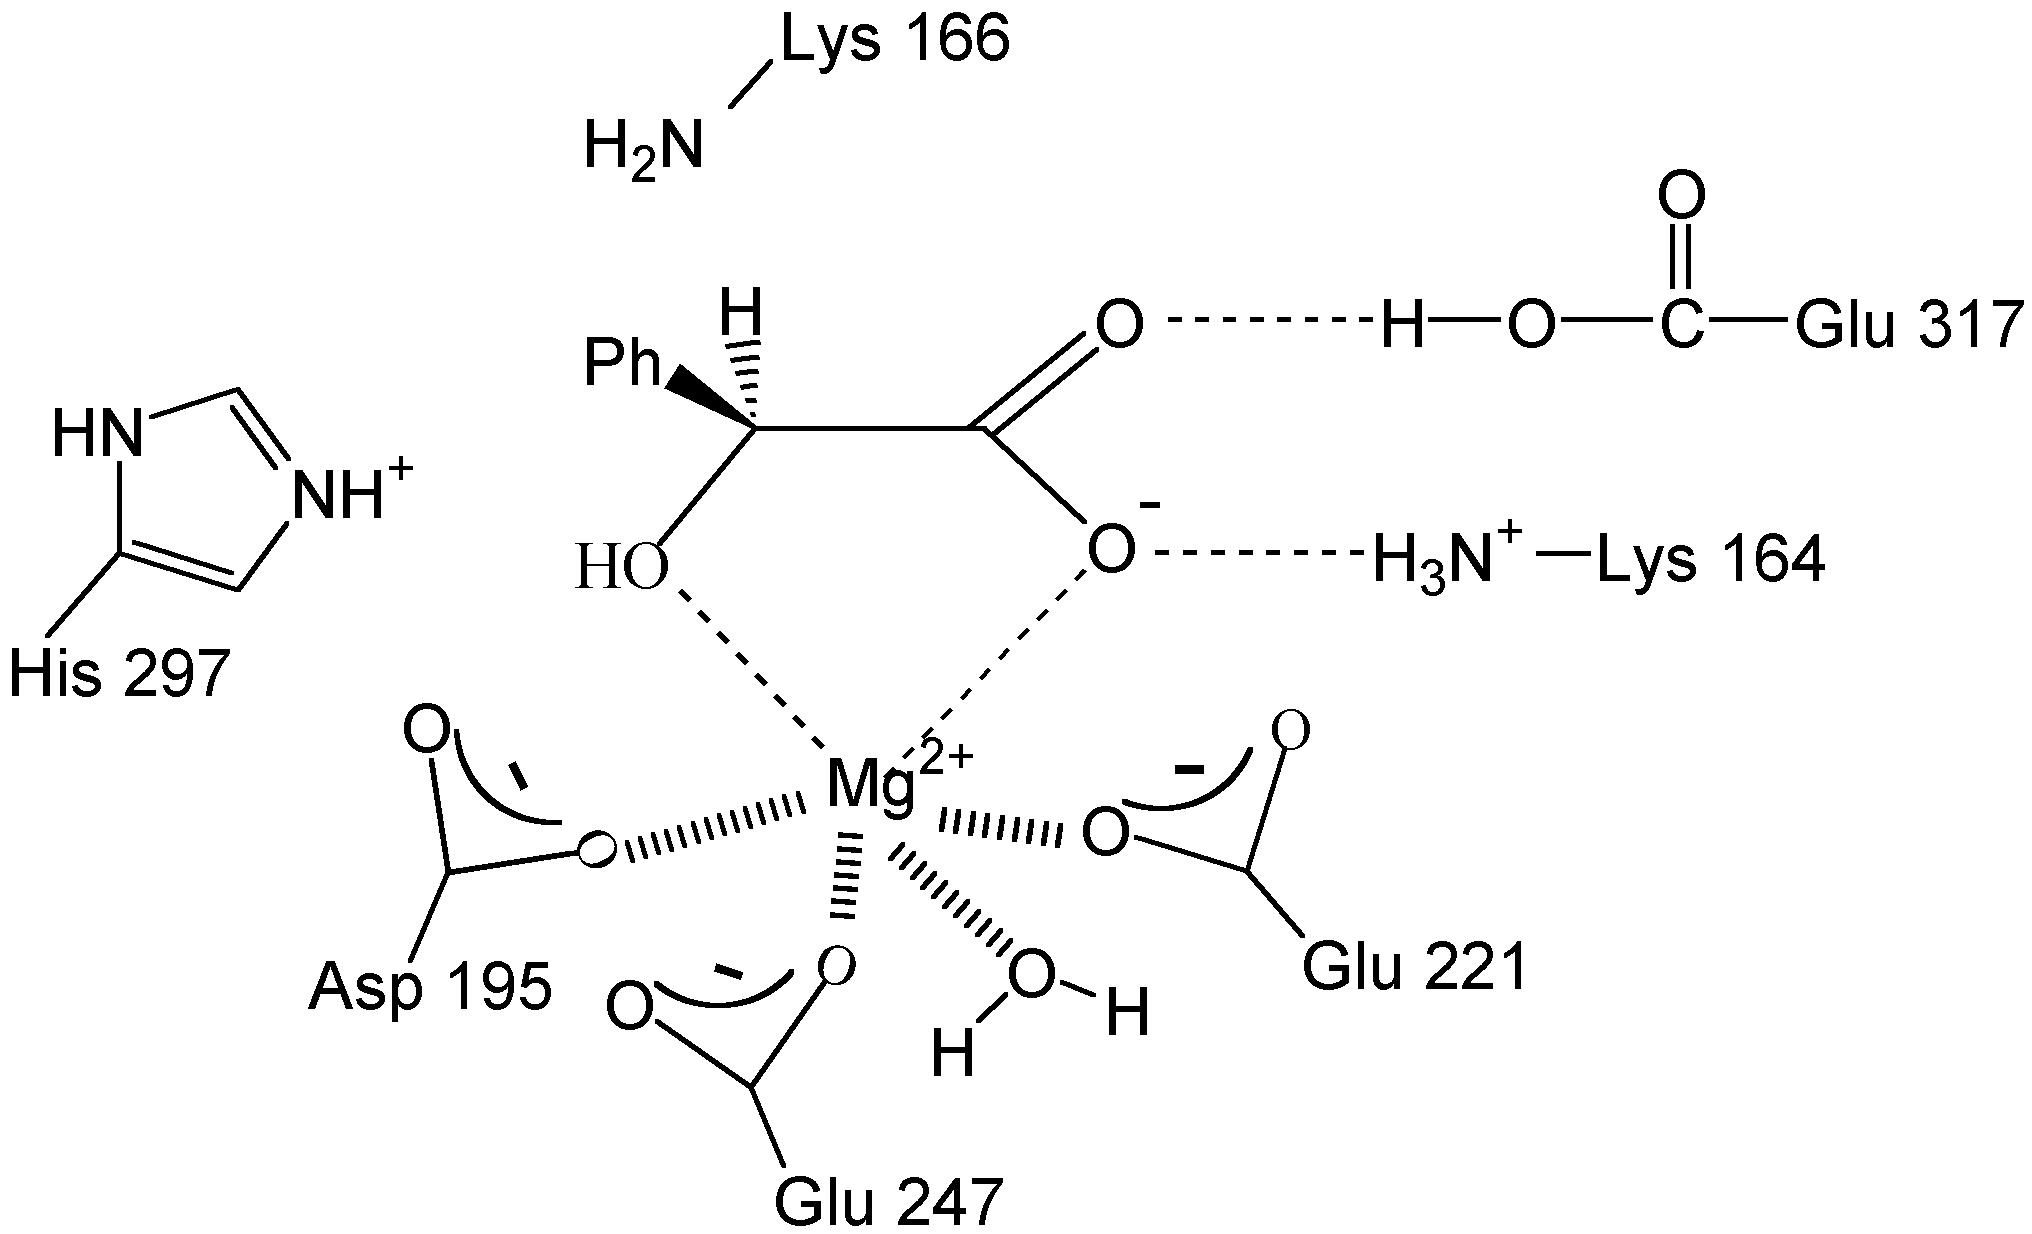 Lys 166
H2N
O
H
O
H
O
C
Glu 317
Ph
HN
NH+
HO
O-
H3N+
Lys 164
His 297
O
-
O
Mg2+
O
-
O
Asp 195
O
-
O
O
H
H
Glu 221
Glu 247